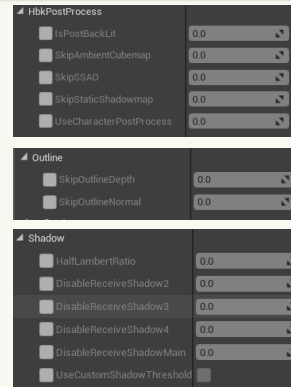 HbkPostProcess
IsPostBackLit 0.0
SkipAmbientCubemap 0.0
SkipSSAO 0.0
SkipStaticShadowmap 0.0
UseCharacterPostProcess 0.0
Outline
SkipOutlineDepth 0.0
SkipOutlineNormal 0.0
Shadow
HalfLambertRatio 0.0
DisableReceiveShadow2 0.0
DisableReceiveShadow3 0.0
DisableReceiveShadow4 0.0
DisableReceiveShadowMain 0.0
UseCustomShadowThreshold